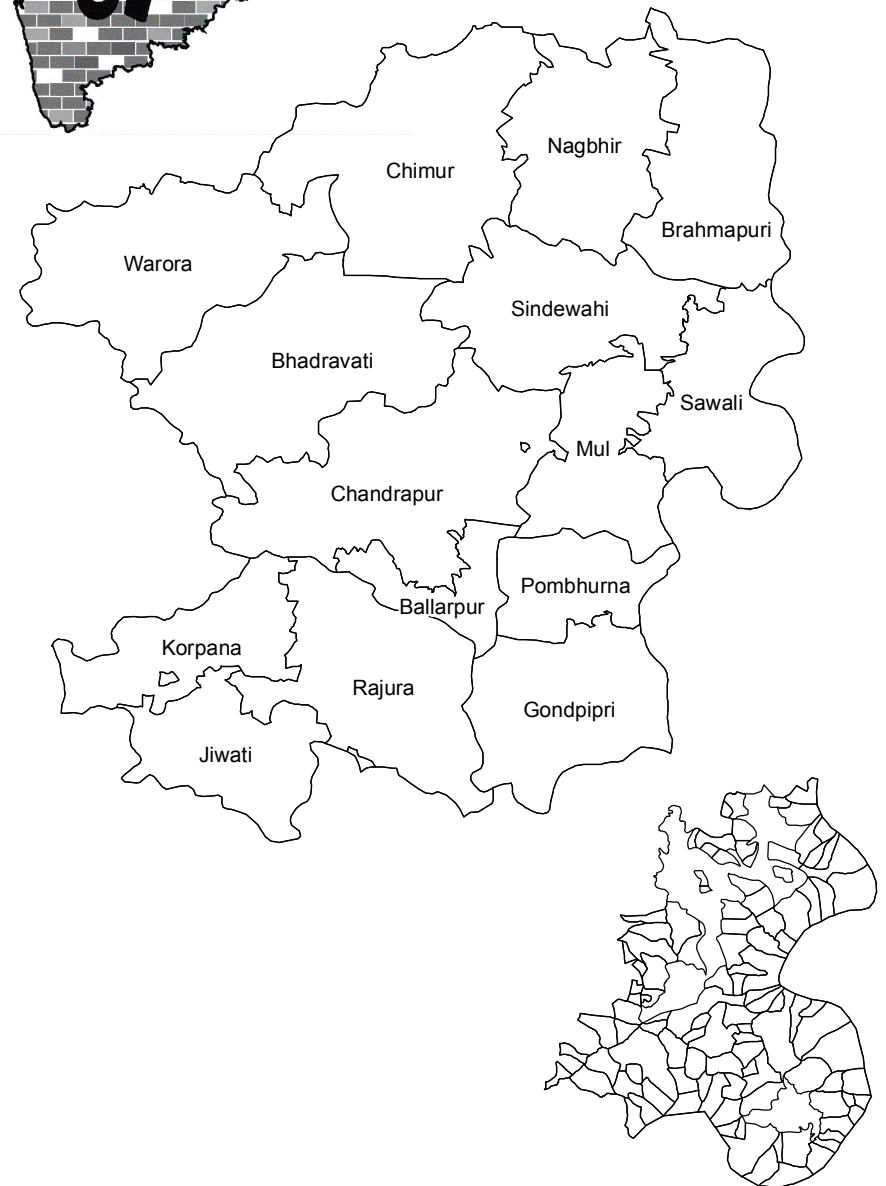 Nagbhir
Chimur
Brahmapuri
Warora
Sindewahi
Bhadravati
Sawali
Mul
Chandrapur
Pombhurna
Ballarpur
Korpana
Rajura
Gondpipri
Jiwati